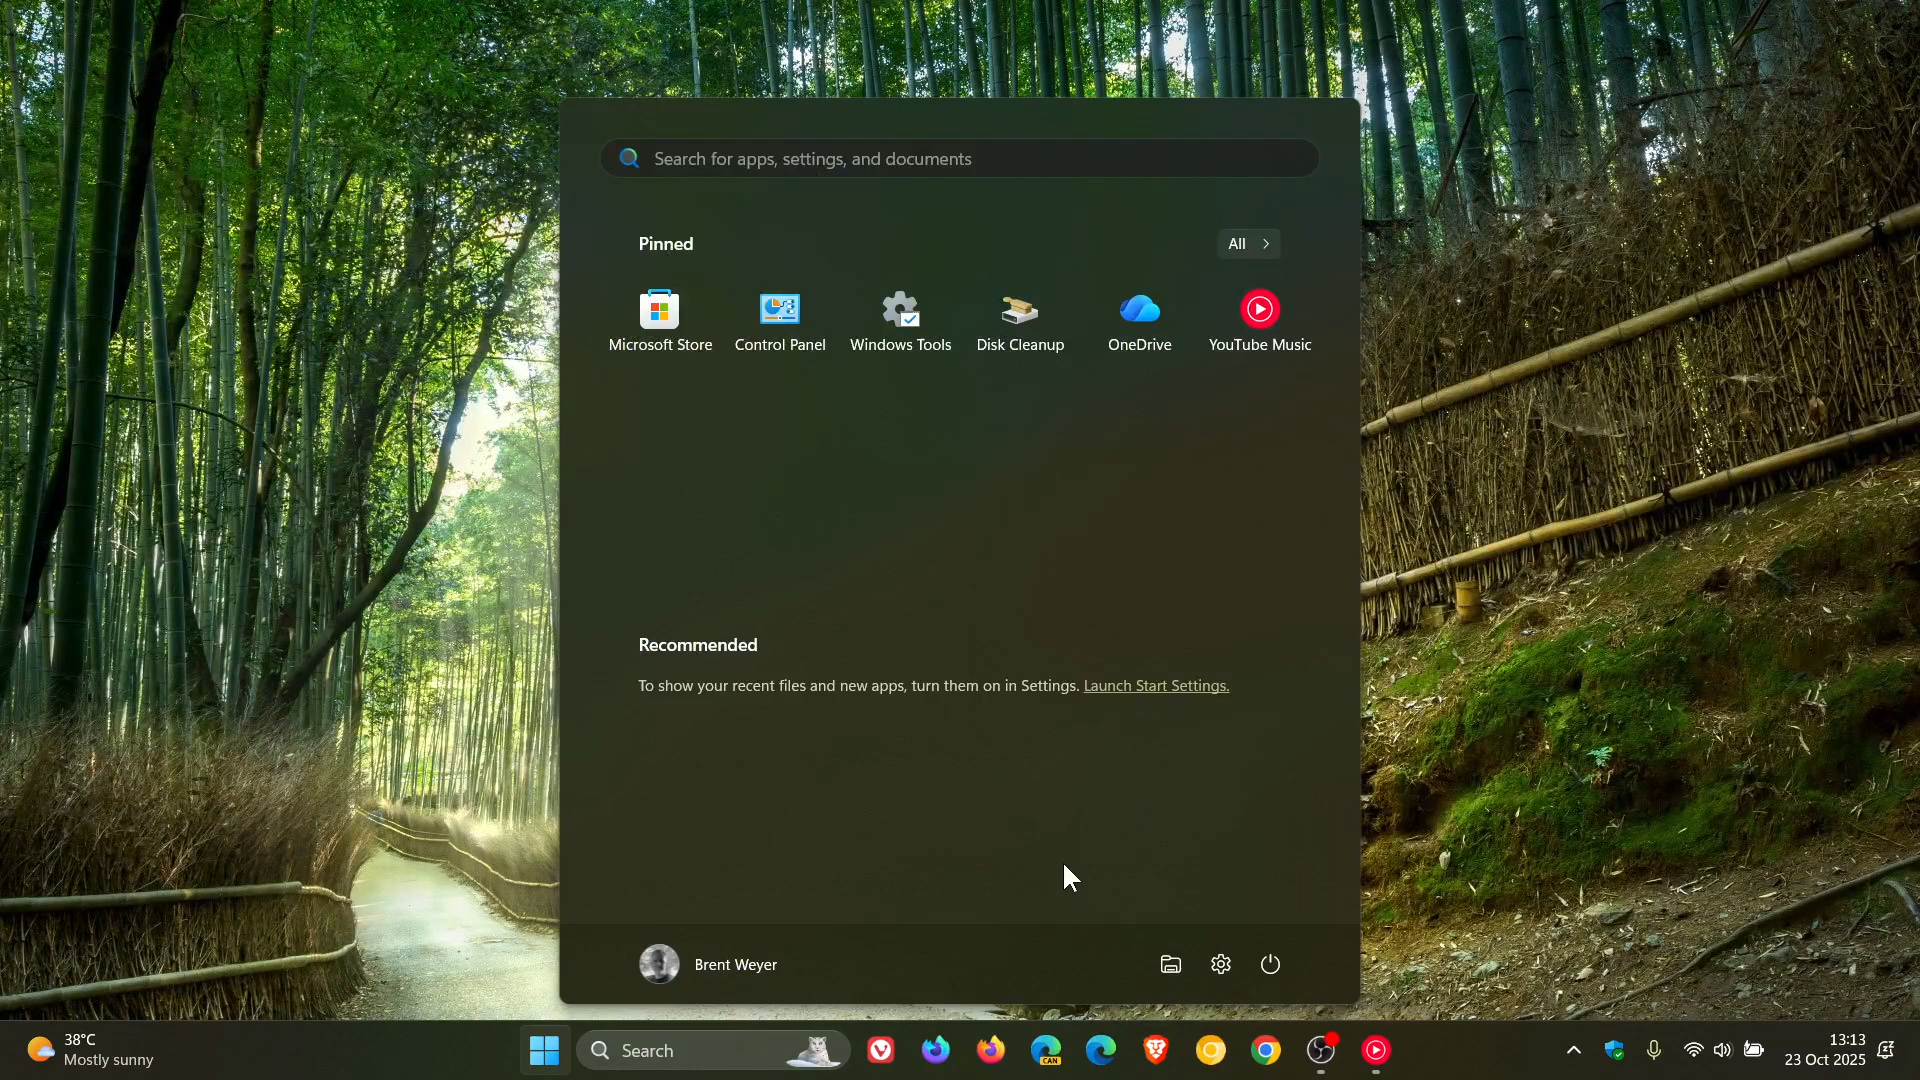 Search for apps, settings, and documents
Pinned
All
Microsoft Store
Control Panel
Windows Tools
Disk Cleanup
OneDrive
YouTube Music
Recommended
To show your recent files and new apps, turn them on in Settings. Launch Start Settings.
Brent Weyer
38°C
Mostly sunny
Search
CAN
13:13
23 Oct 2025